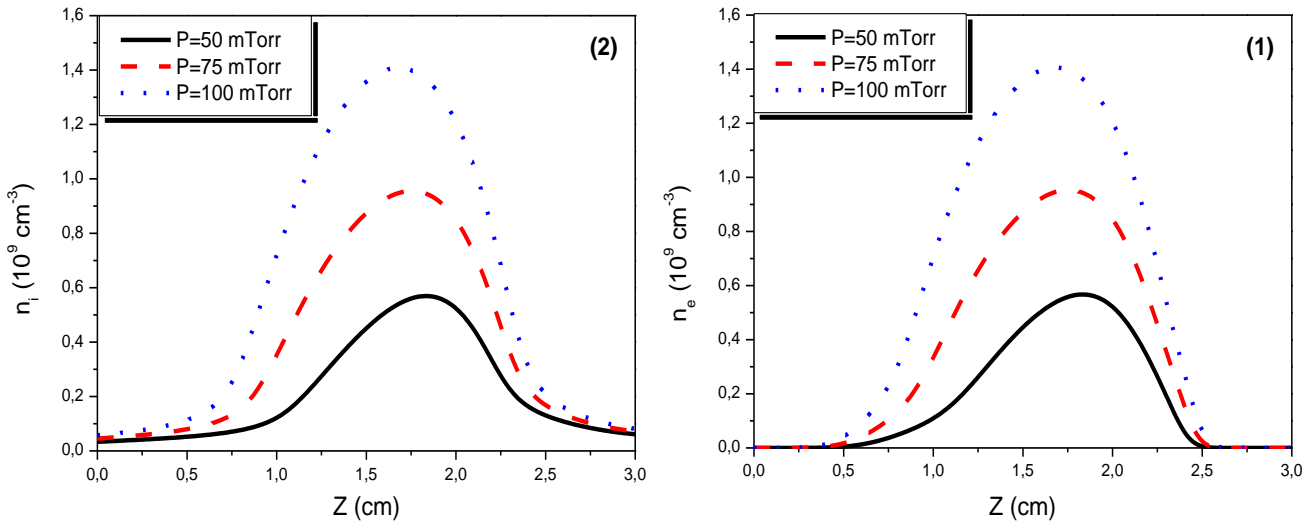 P=50 mTorr
P=75 mTorr
P=100 mTorr
(2)
1,6
1,4
1,2
1,0
0,8
0,6
0,4
0,2
0,0
n_i (10^9 cm^-3)
0,0 0,5 1,0 1,5 2,0 2,5 3,0
Z (cm)
P=50 mTorr
P=75 mTorr
P=100 mTorr
(1)
1,6
1,4
1,2
1,0
0,8
0,6
0,4
0,2
0,0
n_e (10^9 cm^-3)
0,0 0,5 1,0 1,5 2,0 2,5 3,0
Z (cm)